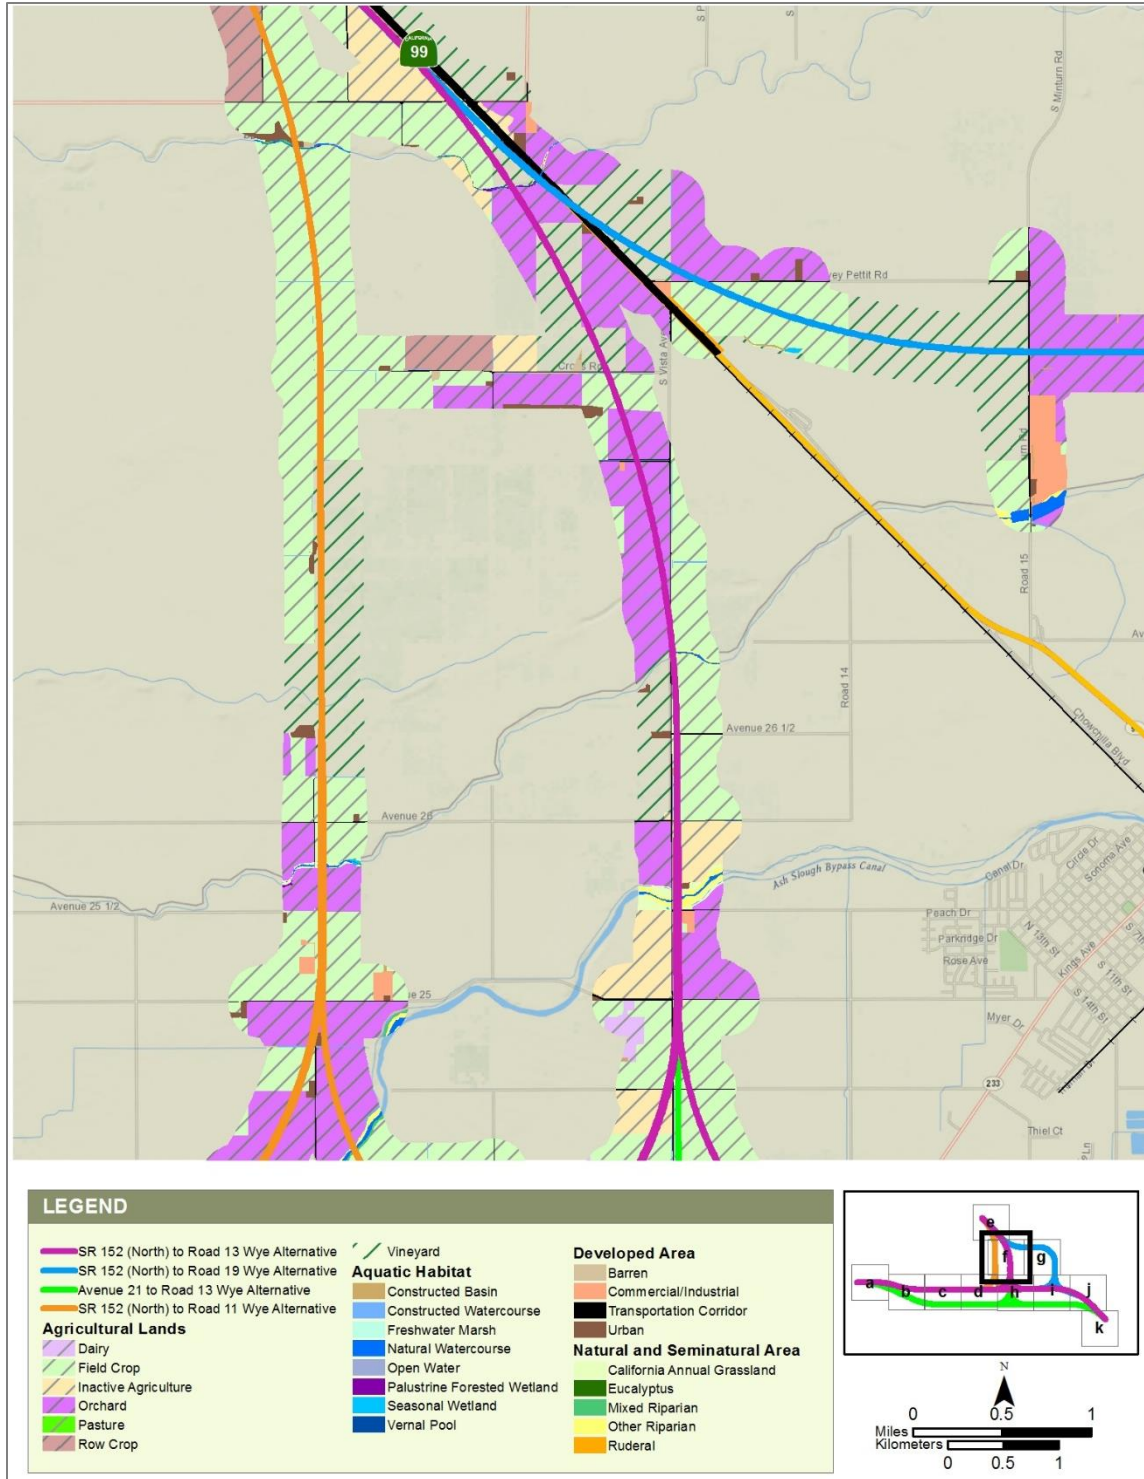 S P
S
CALIFORNIA
99
S Minturn Rd
vey Pettit Rd
S Vista Ave
Road 15
Av
Road 14
Avenue 26 1/2
Chowchilla Blvd
Avenue 26
Ash Slough Bypass Canal
Canal Dr
Circle Dr
Sonoma Ave
Avenue 25 1/2
Peach Dr
N 13th St
Parkridge Dr
Rose Ave
Kings Ave
S 7th
S 11th St
S 14th St
ue 25
Myer Dr
233
Thiel Ct
LEGEND
SR 152 (North) to Road 13 Wye Alternative
SR 152 (North) to Road 19 Wye Alternative
Avenue 21 to Road 13 Wye Alternative
SR 152 (North) to Road 11 Wye Alternative
Agricultural Lands
Dairy
Field Crop
Inactive Agriculture
Orchard
Pasture
Row Crop
Vineyard
Aquatic Habitat
Constructed Basin
Constructed Watercourse
Freshwater Marsh
Natural Watercourse
Open Water
Palustrine Forested Wetland
Seasonal Wetland
Vernal Pool
Developed Area
Barren
Commercial/Industrial
Transportation Corridor
Urban
Natural and Seminatural Area
California Annual Grassland
Eucalyptus
Mixed Riparian
Other Riparian
Ruderal
e
f
g
a
b
c
d
h
i
j
k
N
0 0.5 1
Miles
Kilometers
0 0.5 1